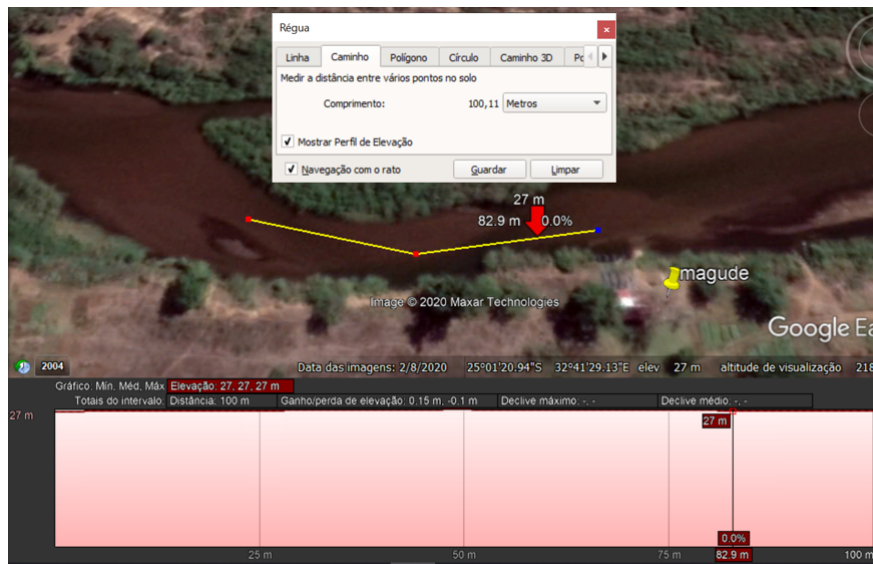 Régua
Linha Caminho Polígono Círculo Caminho 3D
Medir a distância entre vários pontos no solo
Comprimento: 100,11 Metros
Mostrar Perfil de Elevação
Navegação com o rato Guardar Limpar
27 m
82.9 m 0.0%
magude
Image © 2020 Maxar Technologies
Google Ea
2004 Data das imagens: 2/8/2020 25°01'20.94"S 32°41'29.13"E elev 27 m altitude de visualização 218
Gráfico. Mín. Méd. Máx Elevação: 27, 27, 27 m
Totais do intervalo: Distância: 100 m Ganho/perda de elevação: 0.15 m, -0.1 m Declive máximo: -, - Declive médio: -, -
27 m
27 m
0.0%
25 m 50 m 75 m 82.9 m 100 m